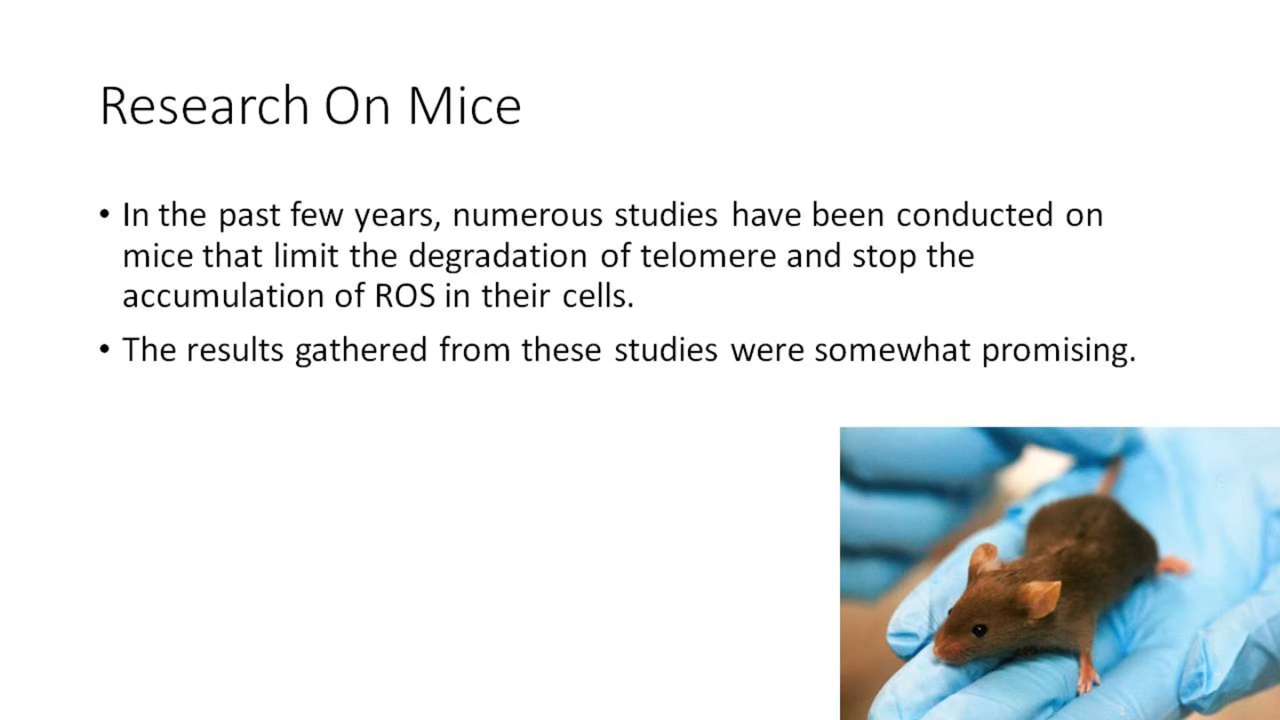 Research On Mice
• In the past few years, numerous studies have been conducted on
mice that limit the degradation of telomere and stop the
accumulation of ROS in their cells.
• The results gathered from these studies were somewhat promising.